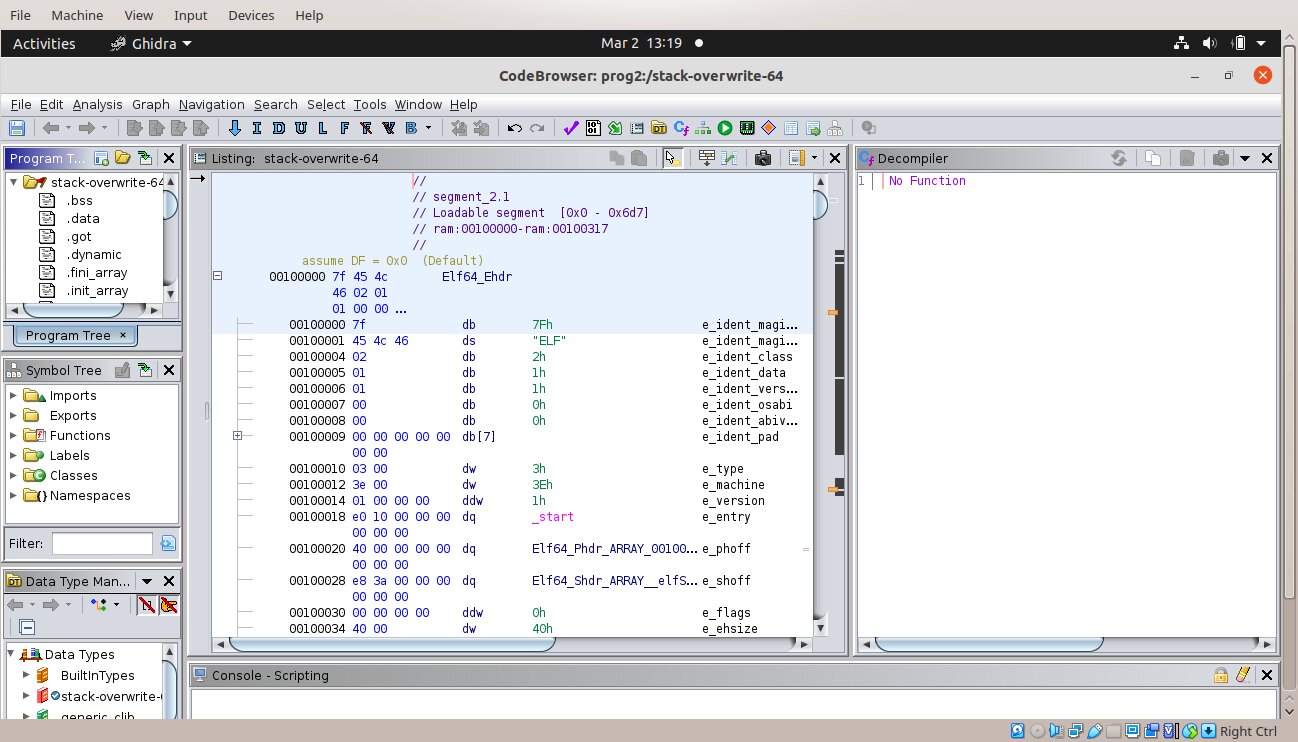 File Machine View Input Devices Help
Activities Ghidra Mar 2 13:19
CodeBrowser: prog2:/stack-overwrite-64
File Edit Analysis Graph Navigation Search Select Tools Window Help
I D U L F F V B
Program T...
stack-overwrite-64
.bss
.data
.got
.dynamic
.fini_array
.init_array
Program Tree ×
Symbol Tree
Imports
Exports
Functions
Labels
Classes
Namespaces
Filter:
Data Type Man...
Data Types
BuiltInTypes
stack-overwrite-
generic_clib
Listing: stack-overwrite-64
//
// segment_2.1
// Loadable segment [0x0 - 0x6d7]
// ram:00100000-ram:00100317
//
assume DF = 0x0 (Default)
00100000 7f 45 4c Elf64_Ehdr
46 02 01
01 00 00 ...
00100000 7f db 7Fh e_ident_magi...
00100001 45 4c 46 ds "ELF" e_ident_magi...
00100004 02 db 2h e_ident_class
00100005 01 db 1h e_ident_data
00100006 01 db 1h e_ident_vers...
00100007 00 db 0h e_ident_osabi
00100008 00 db 0h e_ident_abiv...
00100009 00 00 00 00 00 db[7] e_ident_pad
00 00
00100010 03 00 dw 3h e_type
00100012 3e 00 dw 3Eh e_machine
00100014 01 00 00 00 ddw 1h e_version
00100018 e0 10 00 00 00 dq _start e_entry
00 00 00
00100020 40 00 00 00 00 dq Elf64_Phdr_ARRAY_00100... e_phoff
00 00 00
00100028 e8 3a 00 00 00 dq Elf64_Shdr_ARRAY__elfS... e_shoff
00 00 00
00100030 00 00 00 00 ddw 0h e_flags
00100034 40 00 dw 40h e_ehsize
Decompiler
1 No Function
Console - Scripting
Right Ctrl